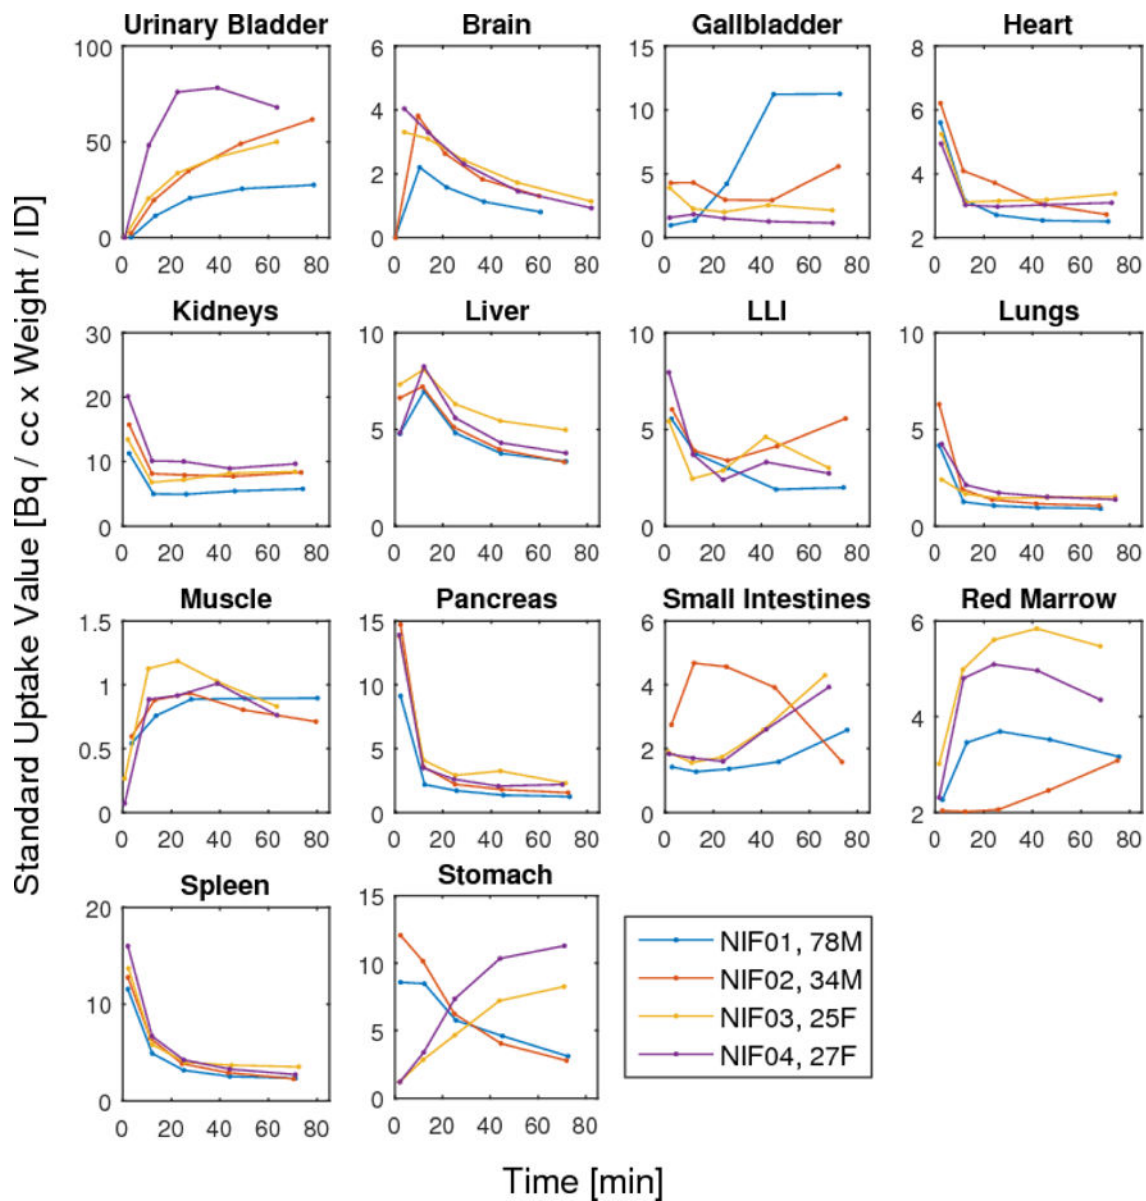 Urinary Bladder
Brain
Gallbladder
Heart
100
50
0
0 20 40 60 80
6
4
2
0
0 20 40 60 80
15
10
5
0
0 20 40 60 80
8
6
4
2
0 20 40 60 80
Kidneys
Liver
LLI
Lungs
30
20
10
0
0 20 40 60 80
10
5
0
0 20 40 60 80
10
5
0
0 20 40 60 80
10
5
0
0 20 40 60 80
Muscle
Pancreas
Small Intestines
Red Marrow
1.5
1
0.5
0
0 20 40 60 80
15
10
5
0
0 20 40 60 80
6
4
2
0
0 20 40 60 80
6
4
2
0 20 40 60 80
Spleen
Stomach
20
10
0
0 20 40 60 80
15
10
5
0
0 20 40 60 80
NIF01, 78M
NIF02, 34M
NIF03, 25F
NIF04, 27F
Standard Uptake Value [Bq / cc x Weight / ID]
Time [min]